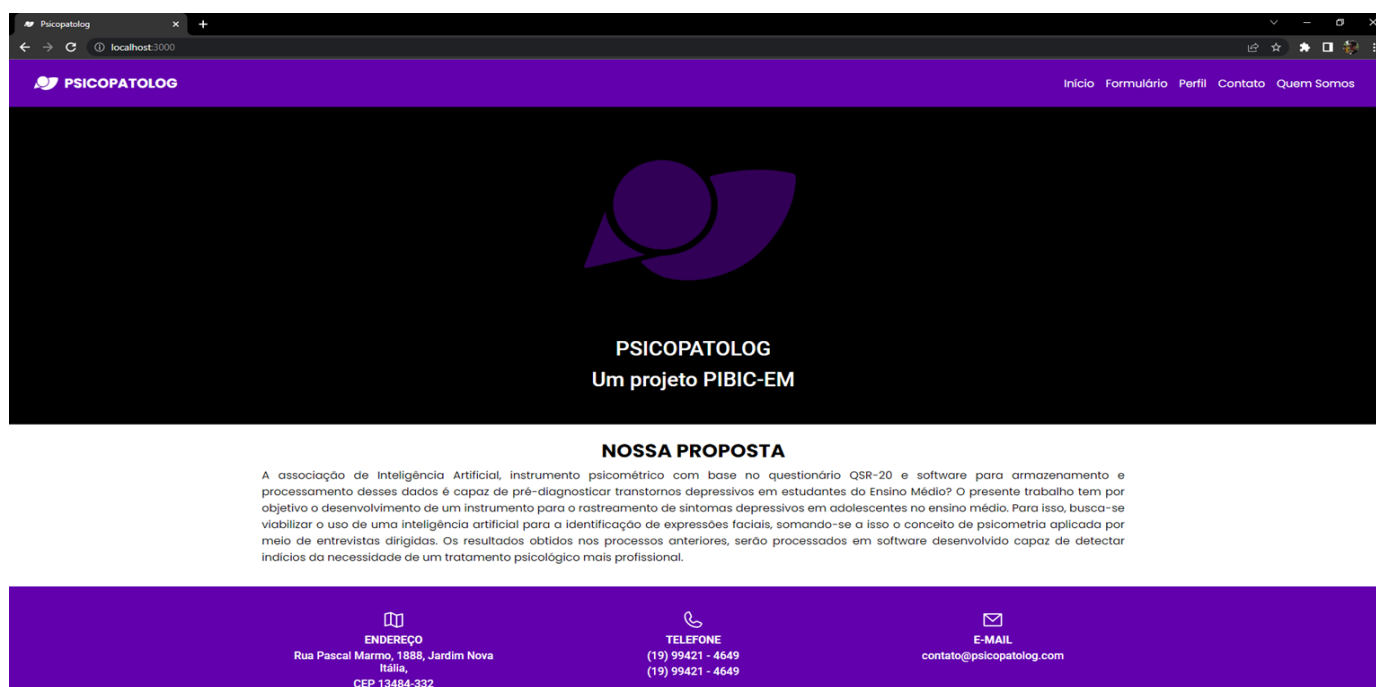 Psicopatolog
localhost:3000
PSICOPATOLOG
Início Formulário Perfil Contato Quem Somos
PSICOPATOLOG
Um projeto PIBIC-EM
NOSSA PROPOSTA
A associação de Inteligência Artificial, instrumento psicométrico com base no questionário QSR-20 e software para armazenamento e
processamento desses dados é capaz de pré-diagnosticar transtornos depressivos em estudantes do Ensino Médio? O presente trabalho tem por
objetivo o desenvolvimento de um instrumento para o rastreamento de sintomas depressivos em adolescentes no ensino médio. Para isso, busca-se
viabilizar o uso de uma inteligência artificial para a identificação de expressões faciais, somando-se a isso o conceito de psicometria aplicada por
meio de entrevistas dirigidas. Os resultados obtidos nos processos anteriores, serão processados em software desenvolvido capaz de detectar
indícios da necessidade de um tratamento psicológico mais profissional.
ENDEREÇO
Rua Pascal Marmo, 1888, Jardim Nova
Itália,
CEP 13484-332
TELEFONE
(19) 99421 - 4649
(19) 99421 - 4649
E-MAIL
contato@psicopatolog.com